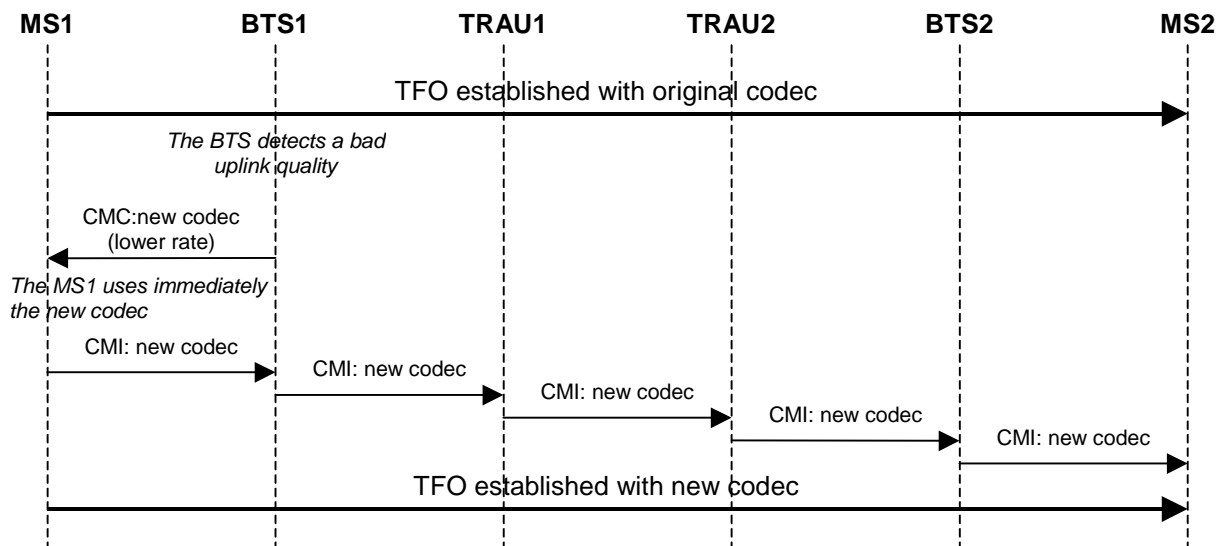 MS1 BTS1 TRAU1 TRAU2 BTS2 MS2
TFO established with original codec
The BTS detects a bad
uplink quality
CMC:new codec
(lower rate)
The MS1 uses immediately
the new codec
CMI: new codec
CMI: new codec
CMI: new codec
CMI: new codec
CMI: new codec
TFO established with new codec